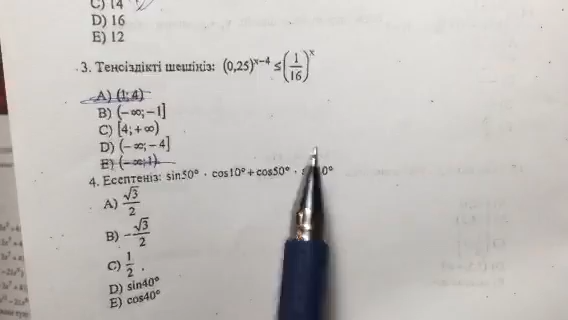 C) 14
D) 16
E) 12
3. Теңсіздікті шешіңіз: (0,25)^{x-4} ≤ (1/16)^x
A) (1; 4)
B) (−∞; −1]
C) [4; +∞)
D) (−∞; −4]
E) (−∞; 1)
4. Есептеңіз: sin50° · cos10° + cos50° ·
A) √3/2
B) −√3/2
C) 1/2 .
D) sin40°
E) cos40°